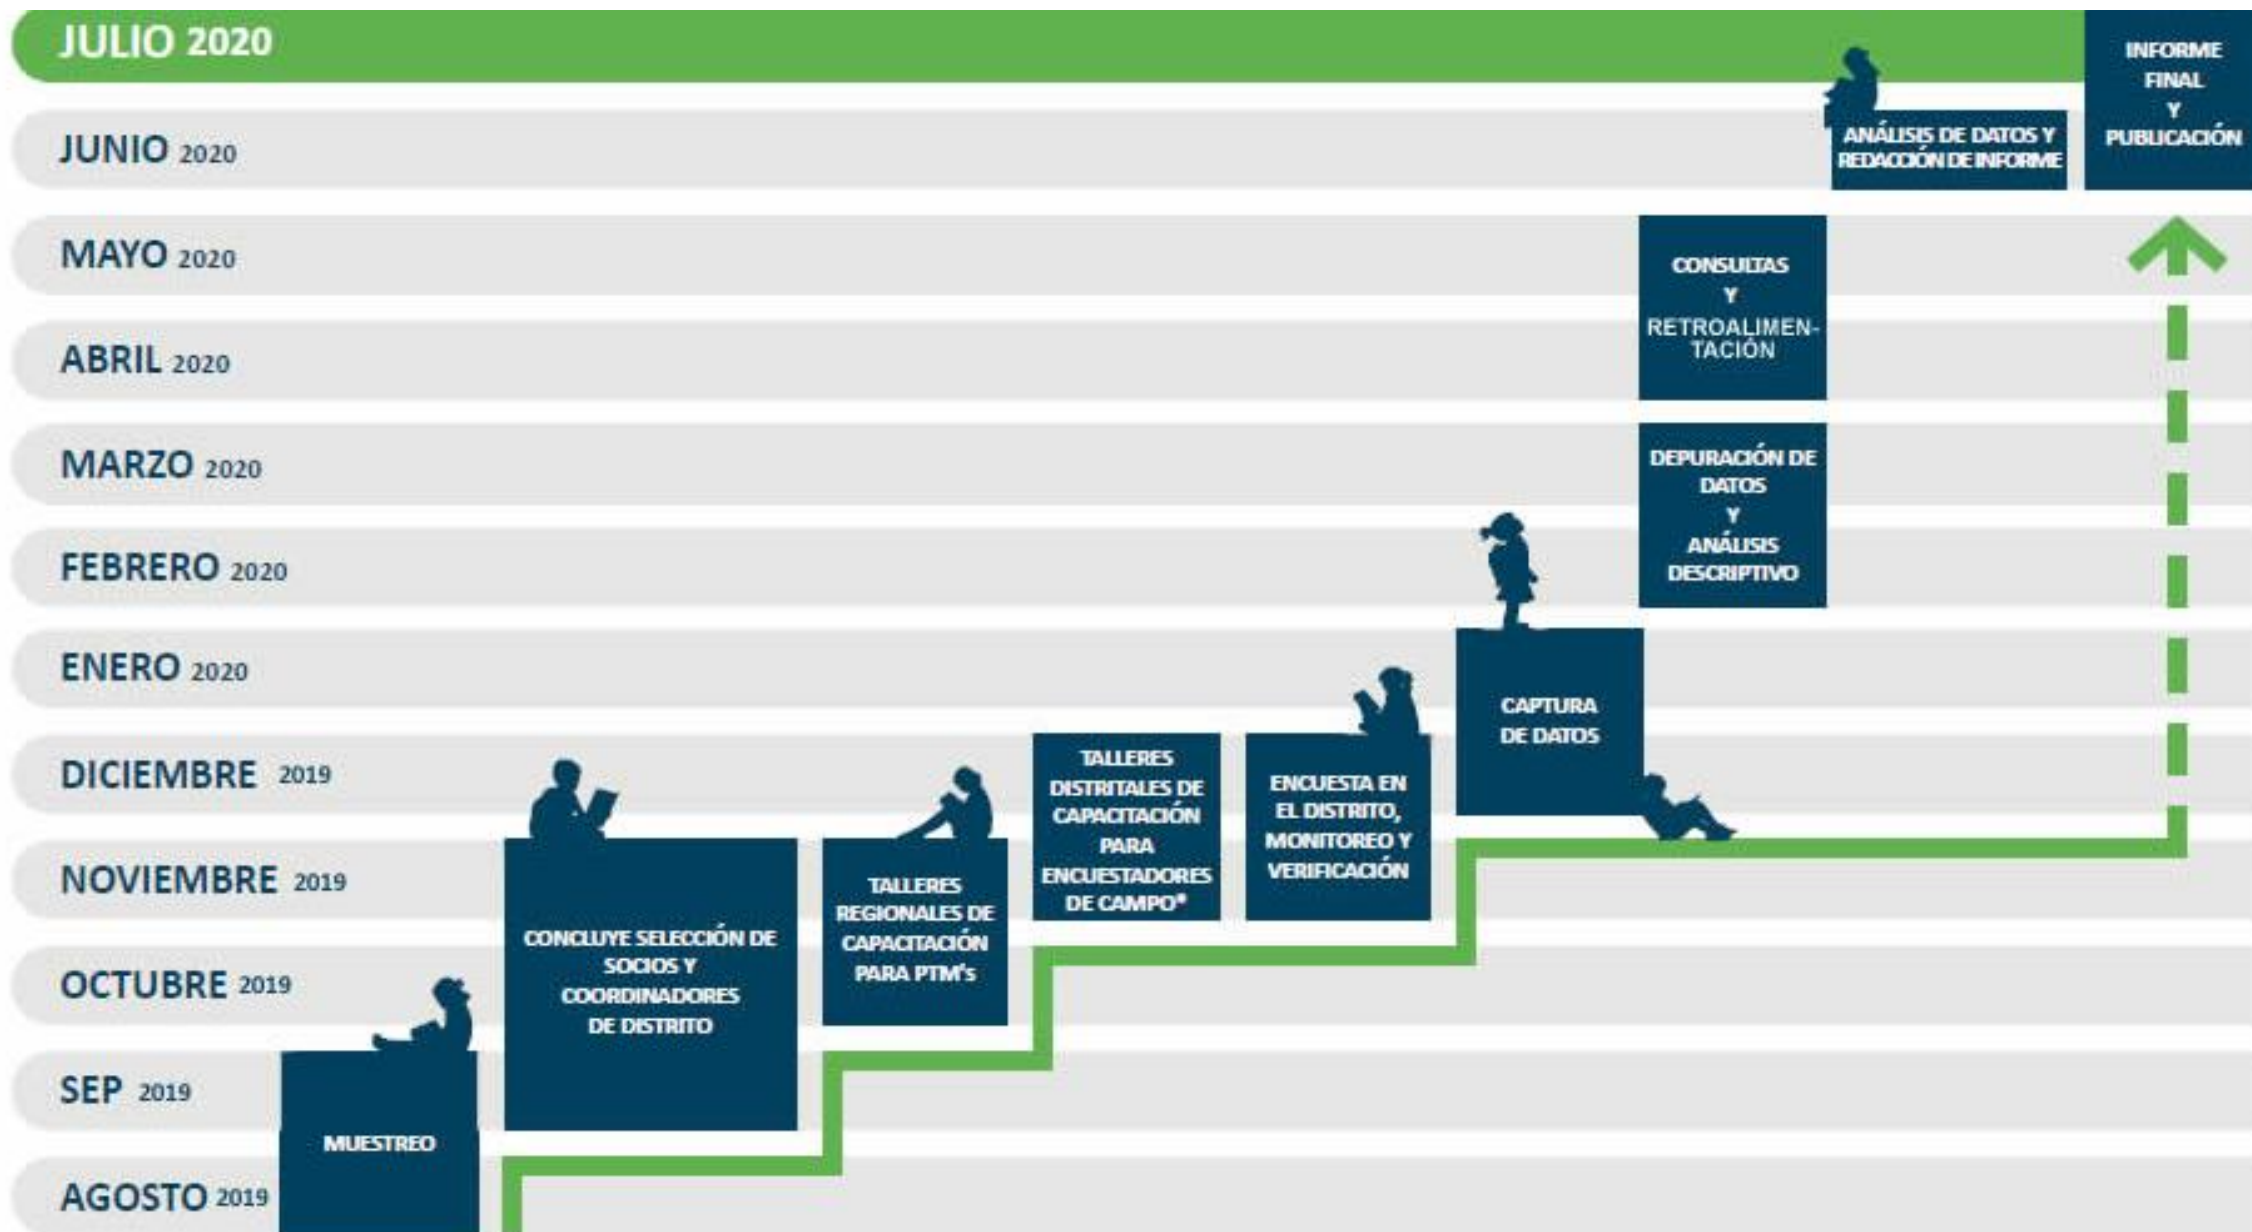 JULIO 2020
INFORME
FINAL
Y
PUBLICACIÓN
JUNIO 2020
ANÁLISIS DE DATOS Y
REDACCIÓN DE INFORME
MAYO 2020
CONSULTAS
Y
RETROALIMEN-
TACIÓN
ABRIL 2020
MARZO 2020
DEPURACIÓN DE
DATOS
Y
ANÁLISIS
DESCRIPTIVO
FEBRERO 2020
ENERO 2020
CAPTURA
DE DATOS
DICIEMBRE 2019
TALLERES
DISTRITALES DE
CAPACITACIÓN
PARA
ENCUESTADORES
DE CAMPO*
ENCUESTA EN
EL DISTRITO,
MONITOREO Y
VERIFICACIÓN
NOVIEMBRE 2019
CONCLUYE SELECCIÓN DE
SOCIOS Y
COORDINADORES
DE DISTRITO
TALLERES
REGIONALES DE
CAPACITACIÓN
PARA PTM's
OCTUBRE 2019
SEP 2019
MUESTREO
AGOSTO 2019